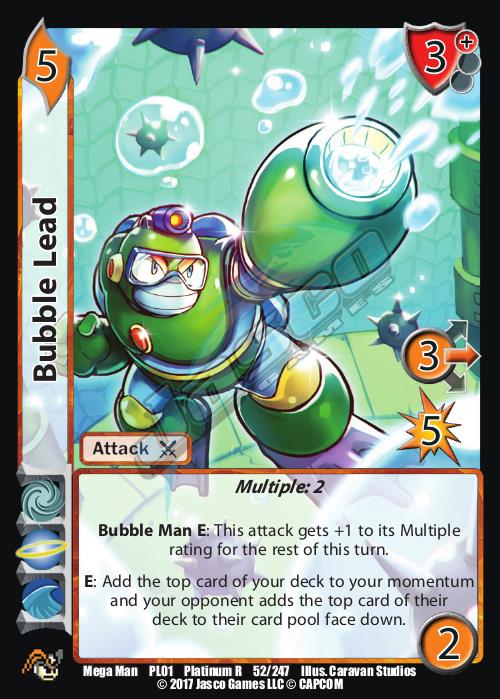 5
3
+
Bubble Lead
3
5
Attack
Multiple: 2
Bubble Man E: This attack gets +1 to its Multiple
rating for the rest of this turn.
E: Add the top card of your deck to your momentum
and your opponent adds the top card of their
deck to their card pool face down.
2
Mega Man PL01 Platinum R 52/247 Illus. Caravan Studios
© 2017 Jasco Games LLC © CAPCOM